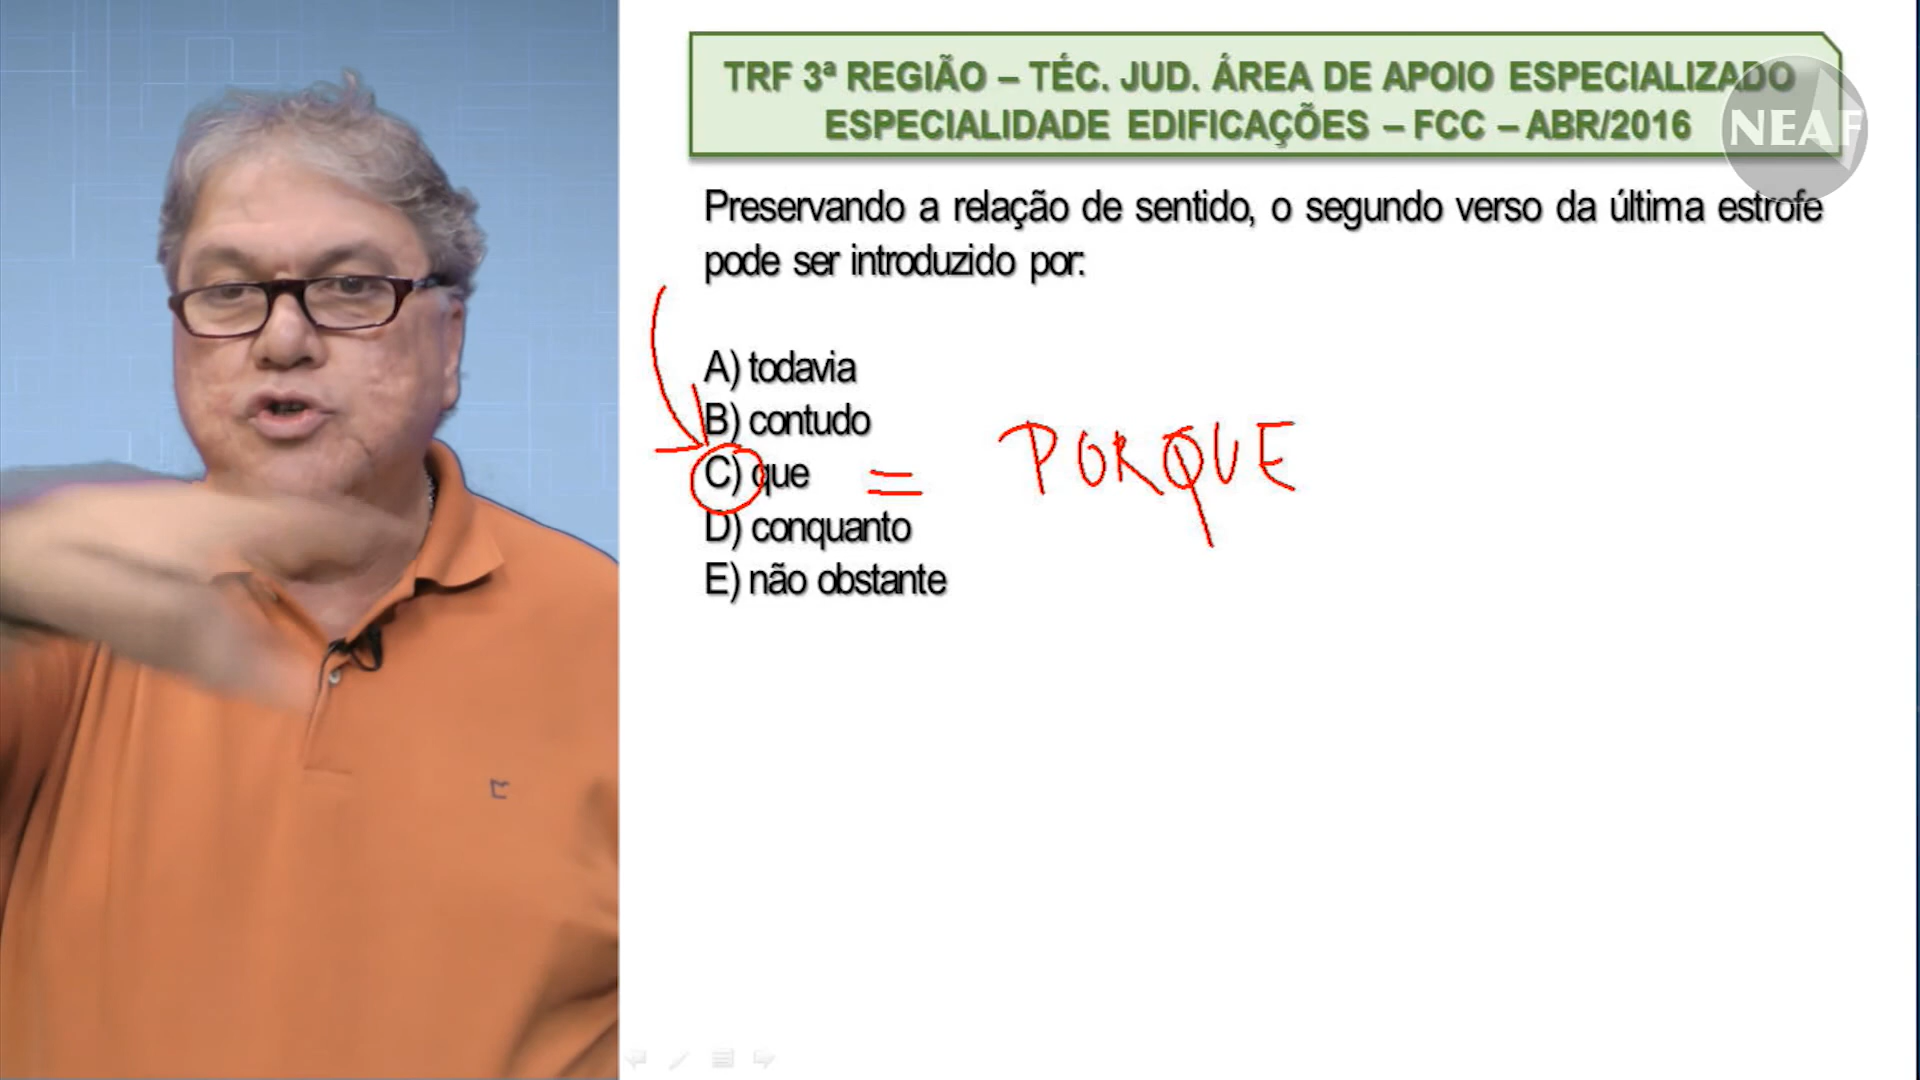 TRF 3ª REGIÃO – TÉC. JUD. ÁREA DE APOIO ESPECIALIZADO
ESPECIALIDADE EDIFICAÇÕES – FCC – ABR/2016
NEAF
Preservando a relação de sentido, o segundo verso da última estrofe
pode ser introduzido por:
A) todavia
B) contudo
C) que = PORQUE
D) conquanto
E) não obstante